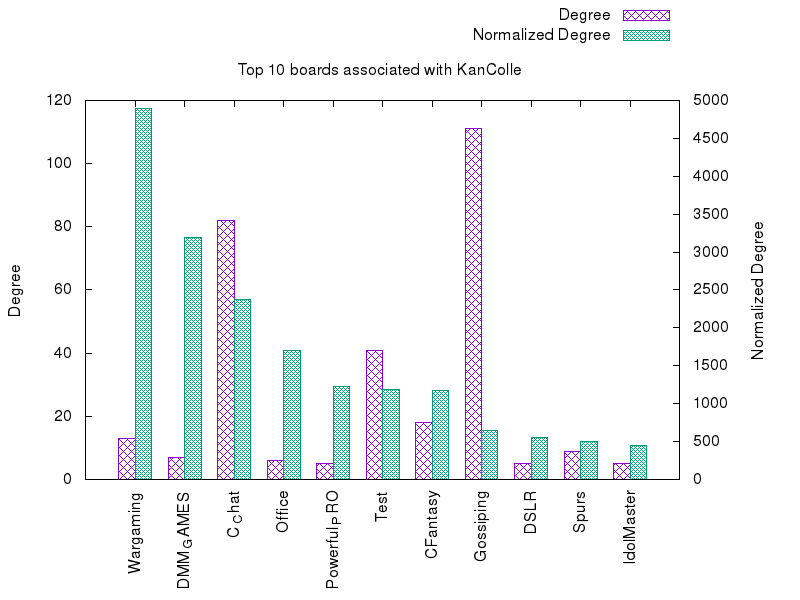 Degree
Normalized Degree
Top 10 boards associated with KanColle
120
100
80
60
40
20
0
5000
4500
4000
3500
3000
2500
2000
1500
1000
500
0
Degree
Normalized Degree
Wargaming
DMM_GAMES
C_Chat
Office
Powerful_PRO
Test
CFantasy
Gossiping
DSLR
Spurs
IdolMaster